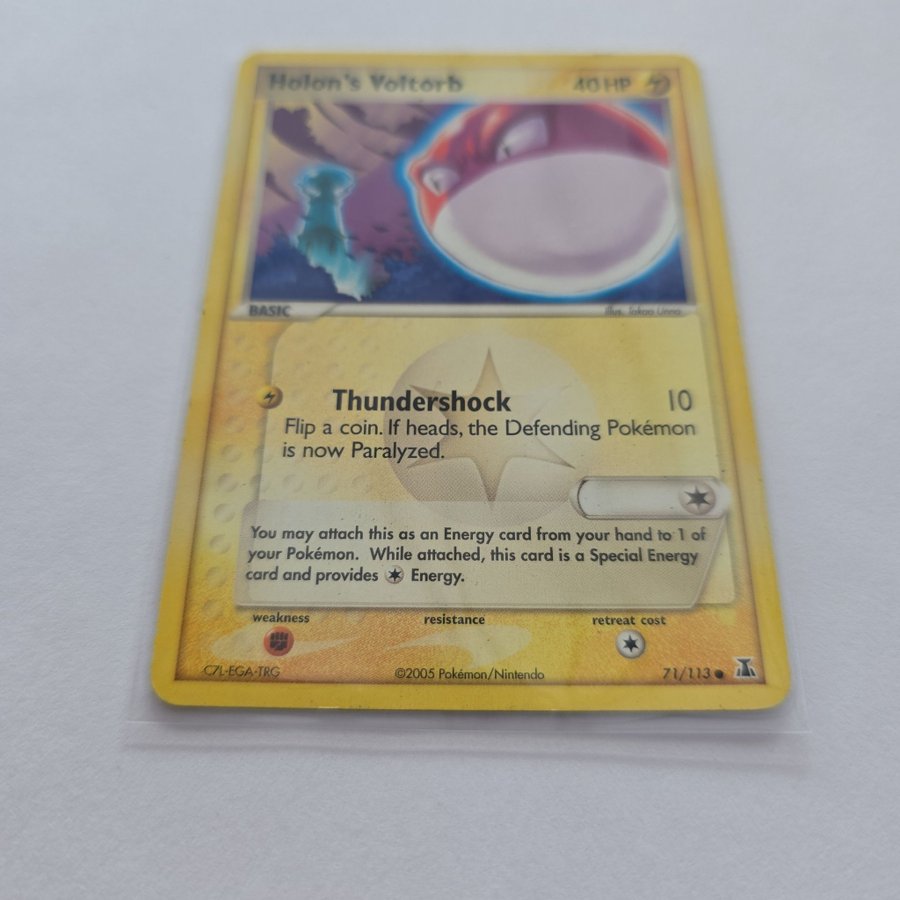 Holon's Voltorb 40 HP
BASIC Illus. Takao Unno
Thundershock 10
Flip a coin. If heads, the Defending Pokémon
is now Paralyzed.
You may attach this as an Energy card from your hand to 1 of
your Pokémon. While attached, this card is a Special Energy
card and provides Energy.
weakness resistance retreat cost
C7L-EGA-TRG ©2005 Pokémon/Nintendo 71/113